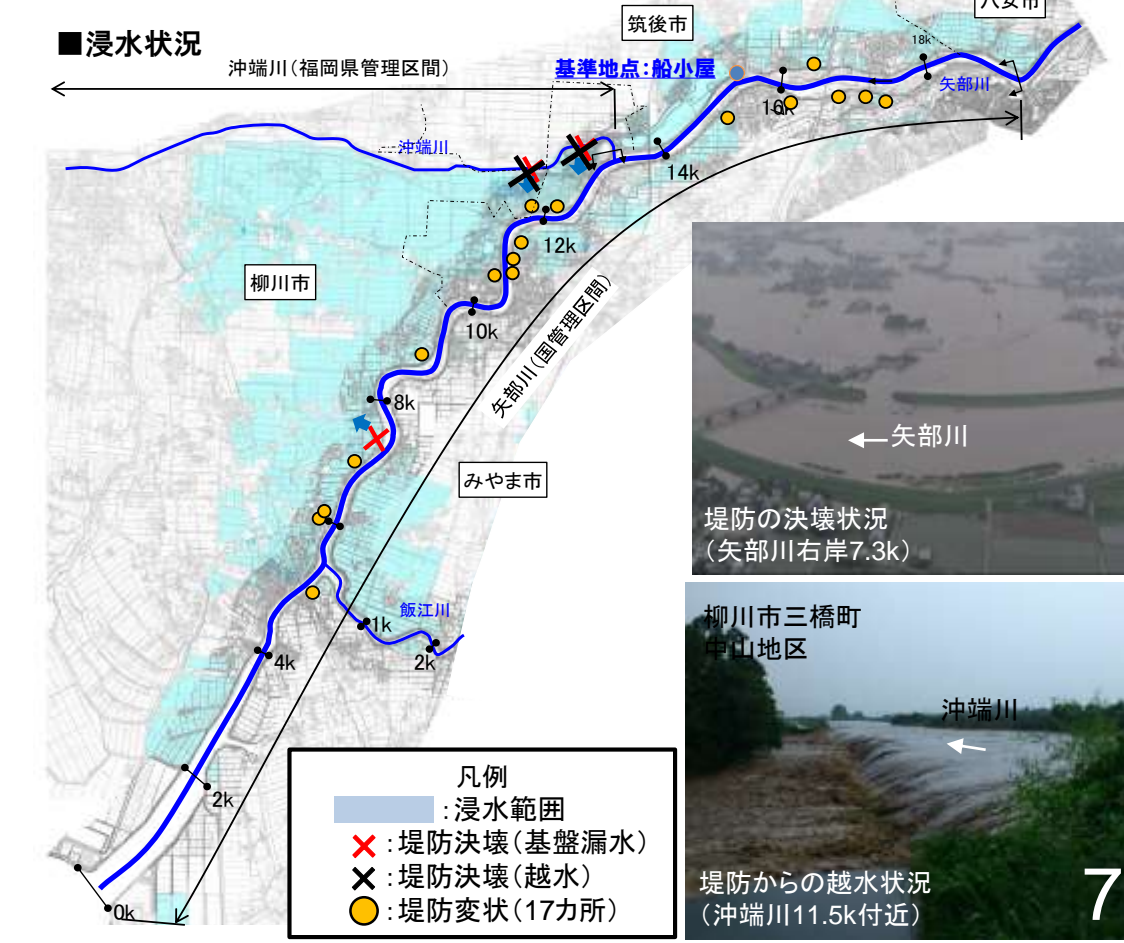 八女市
筑後市
■浸水状況
沖端川（福岡県管理区間）
基準地点：船小屋
18k
矢部川
16k
沖端川
14k
12k
柳川市
10k
矢部川（国管理区間）
8k
みやま市
飯江川
1k
2k
4k
2k
0k
凡例
：浸水範囲
：堤防決壊（基盤漏水）
：堤防決壊（越水）
：堤防変状（17カ所）
矢部川
堤防の決壊状況
（矢部川右岸7.3k）
柳川市三橋町
中山地区
沖端川
堤防からの越水状況
（沖端川11.5k付近）
7